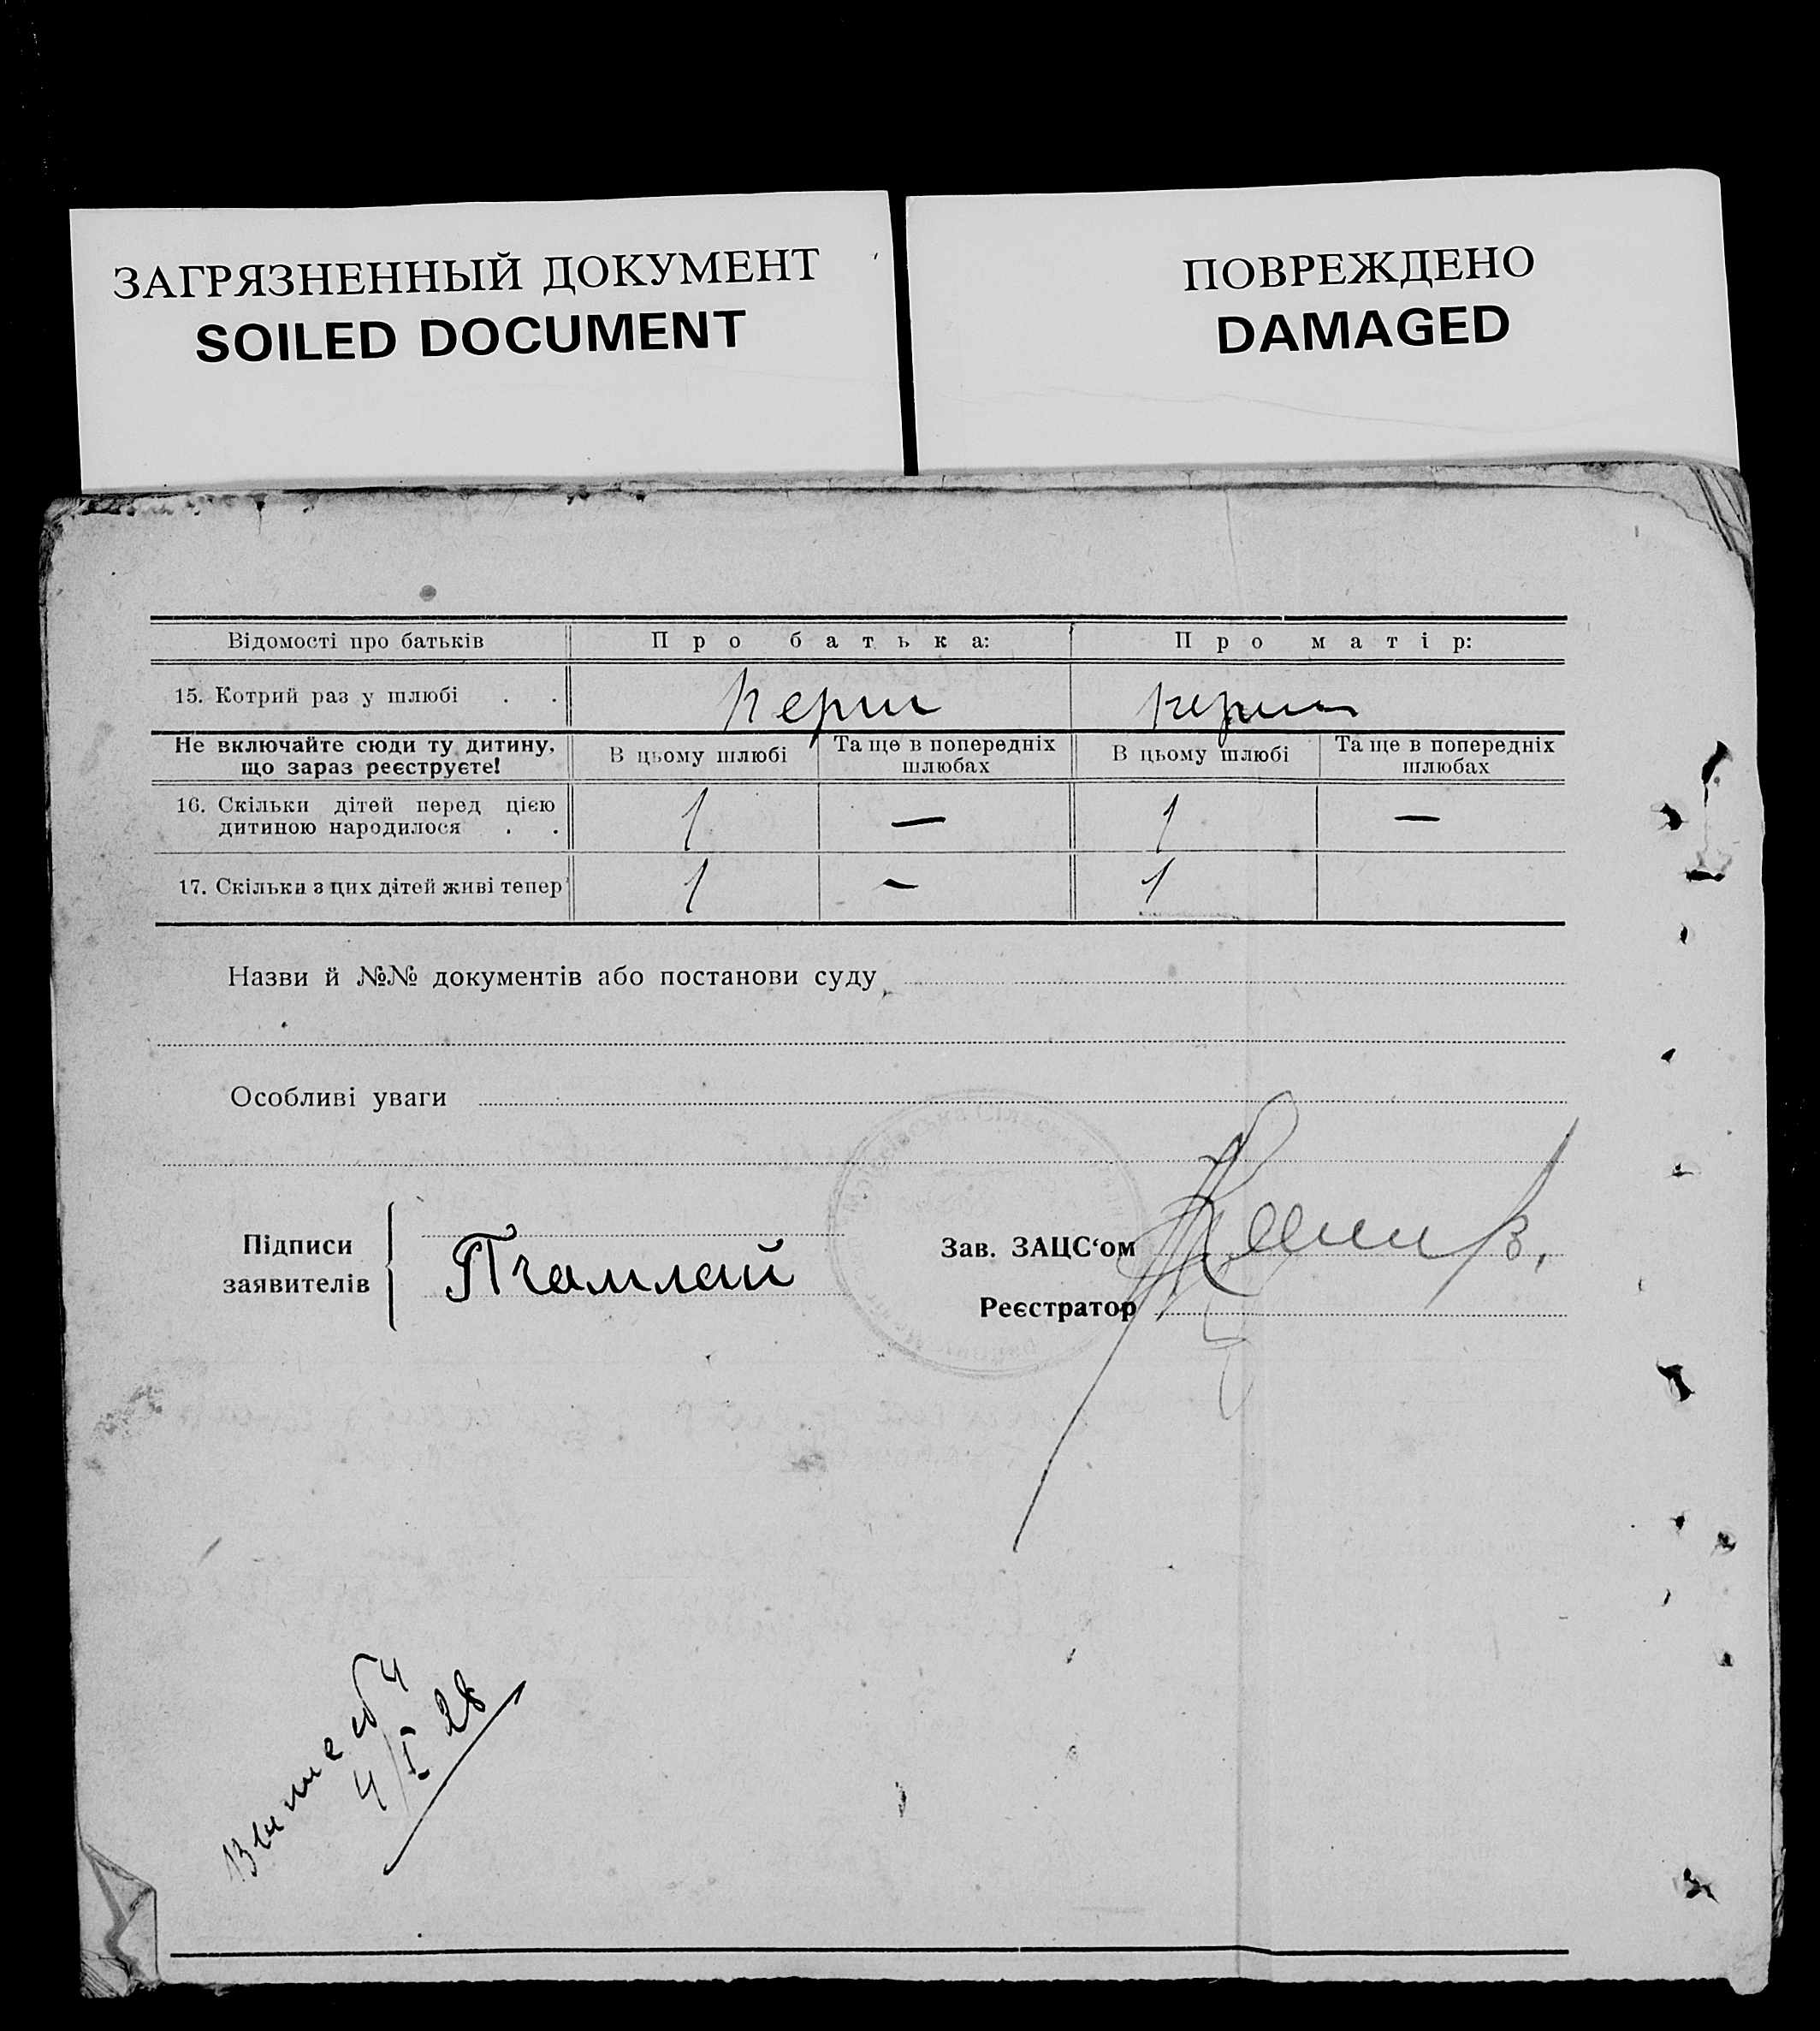 ЗАГРЯЗНЕННЫЙ ДОКУМЕНТ
SOILED DOCUMENT
ПОВРЕЖДЕНО
DAMAGED
Відомості про батьків Про батька: Про матір:
15. Котрий раз у шлюбі . . перши перши
Не включайте сюди ту дитину, що зараз реєструєте! В цьому шлюбі Та ще в попередніх шлюбах В цьому шлюбі Та ще в попередніх шлюбах
16. Скільки дітей перед цією
дитиною народилося . . 1 — 1 —
17. Скільки з цих дітей живі тепер 1 — 1
Назви й №№ документів або постанови суду
Особливі уваги
Підписи
заявителів
Зав. ЗАЦС‘ом
Реєстратор
4/I 28